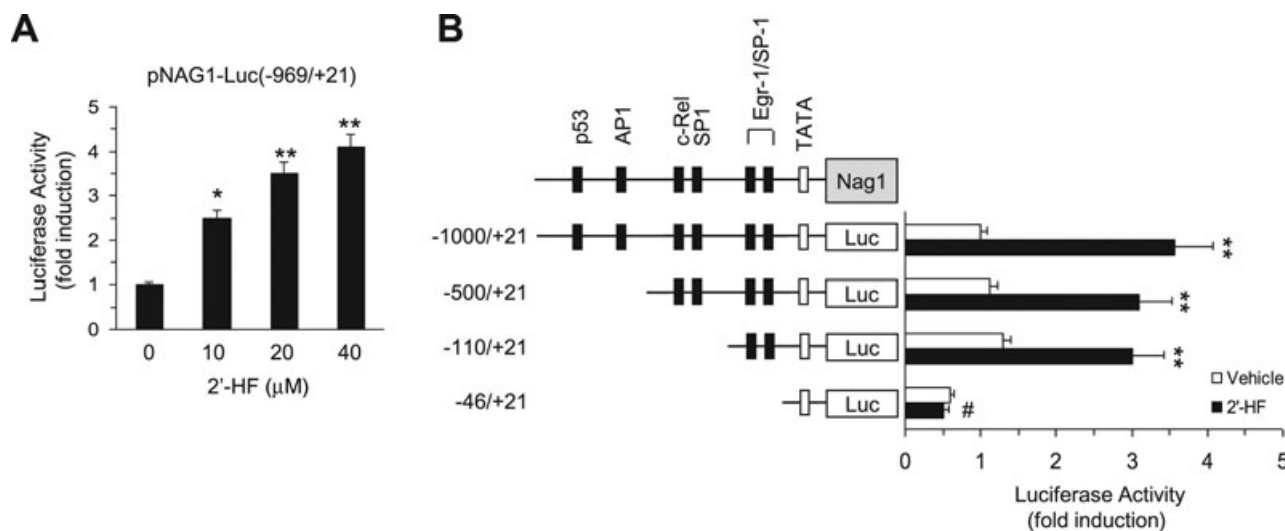 A
pNAG1-Luc(-969/+21)
Luciferase Activity
(fold induction)
5
4
3
2
1
0
*
**
**
0 10 20 40
2'-HF (μM)
B
p53
AP1
c-Rel
SP1
Egr-1/SP-1
TATA
Nag1
-1000/+21 Luc **
-500/+21 Luc **
-110/+21 Luc **
-46/+21 Luc #
Vehicle
2'-HF
0 1 2 3 4 5
Luciferase Activity
(fold induction)